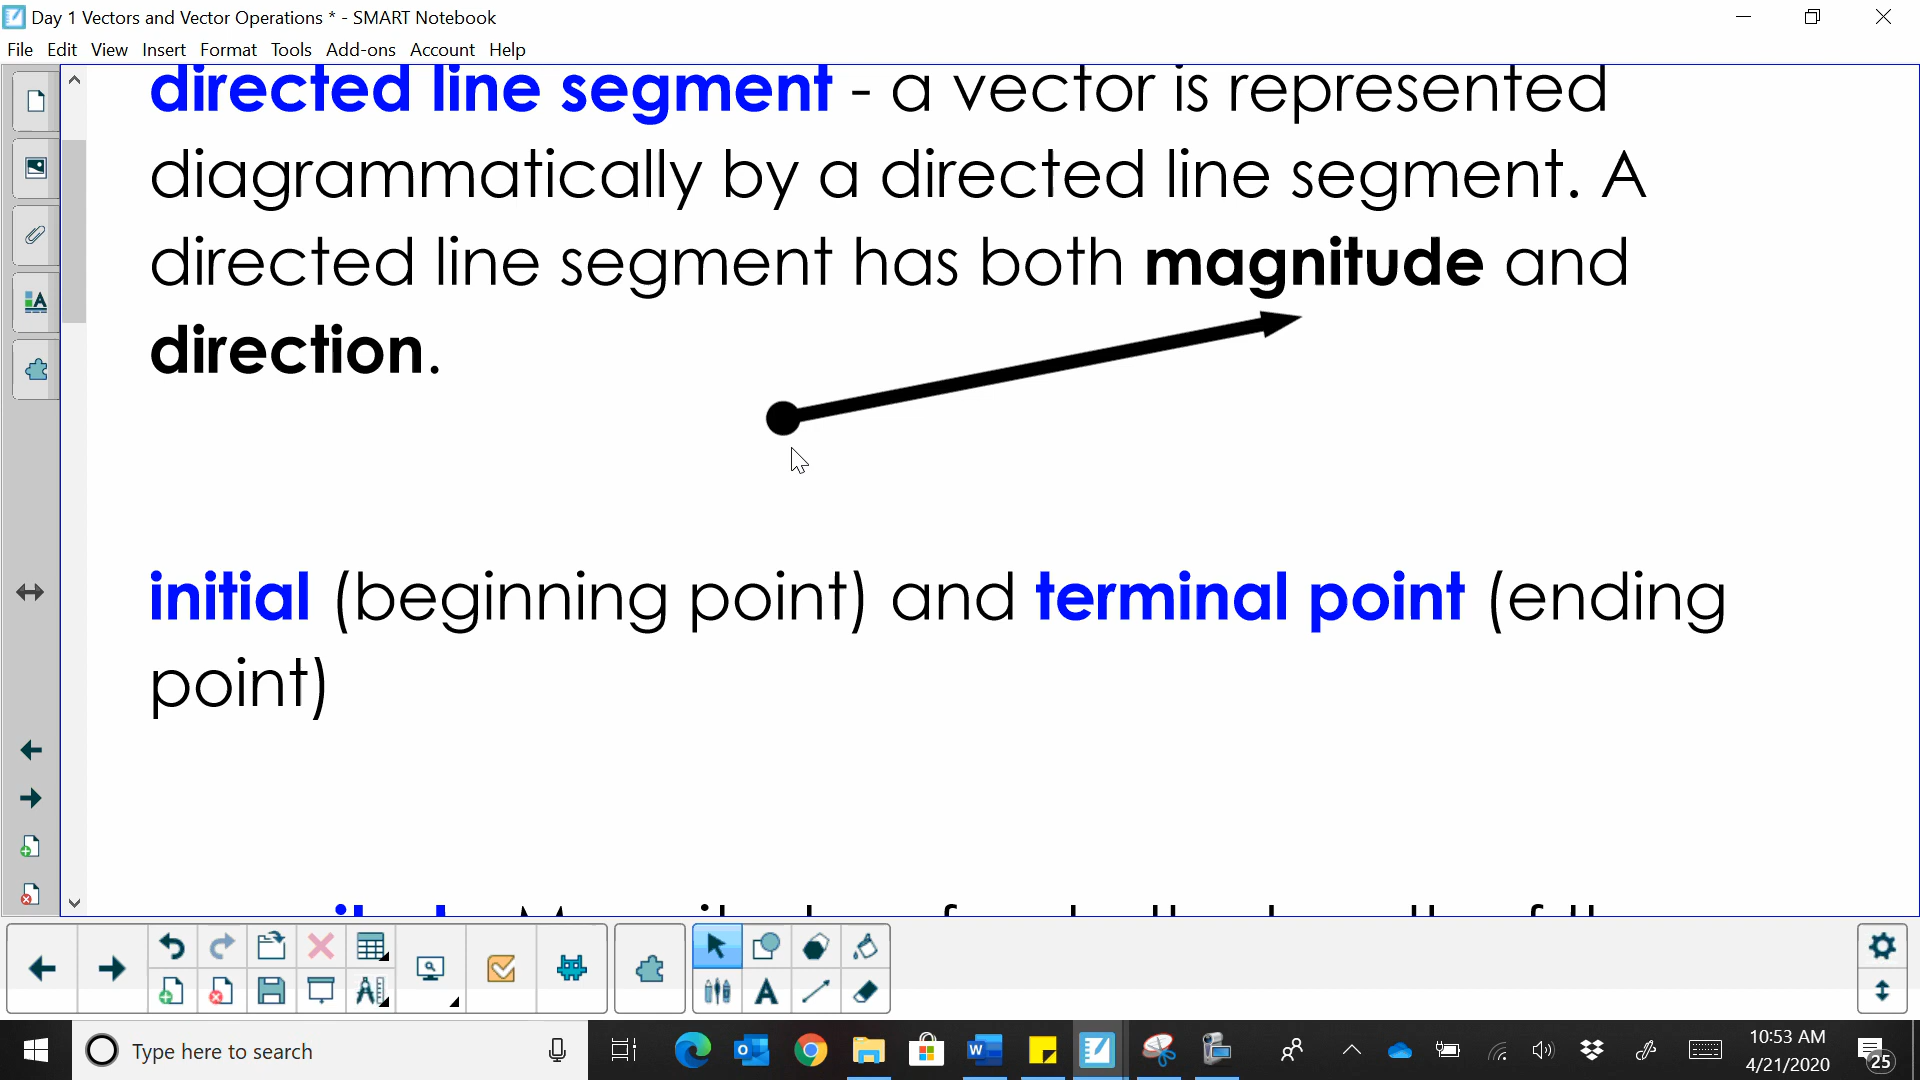 Day 1 Vectors and Vector Operations * - SMART Notebook
File Edit View Insert Format Tools Add-ons Account Help
directed line segment - a vector is represented
diagrammatically by a directed line segment. A
directed line segment has both magnitude and
direction.
initial (beginning point) and terminal point (ending
point)
Type here to search
10:53 AM
4/21/2020
25